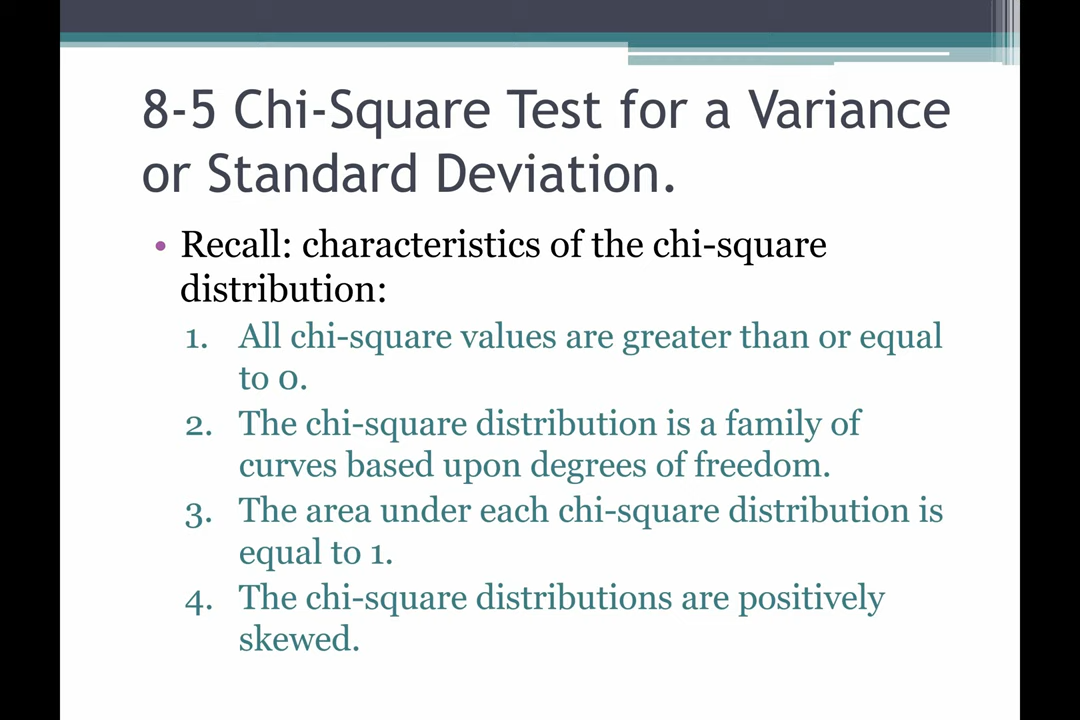 8-5 Chi-Square Test for a Variance
or Standard Deviation.
• Recall: characteristics of the chi-square
distribution:
1. All chi-square values are greater than or equal
to 0.
2. The chi-square distribution is a family of
curves based upon degrees of freedom.
3. The area under each chi-square distribution is
equal to 1.
4. The chi-square distributions are positively
skewed.